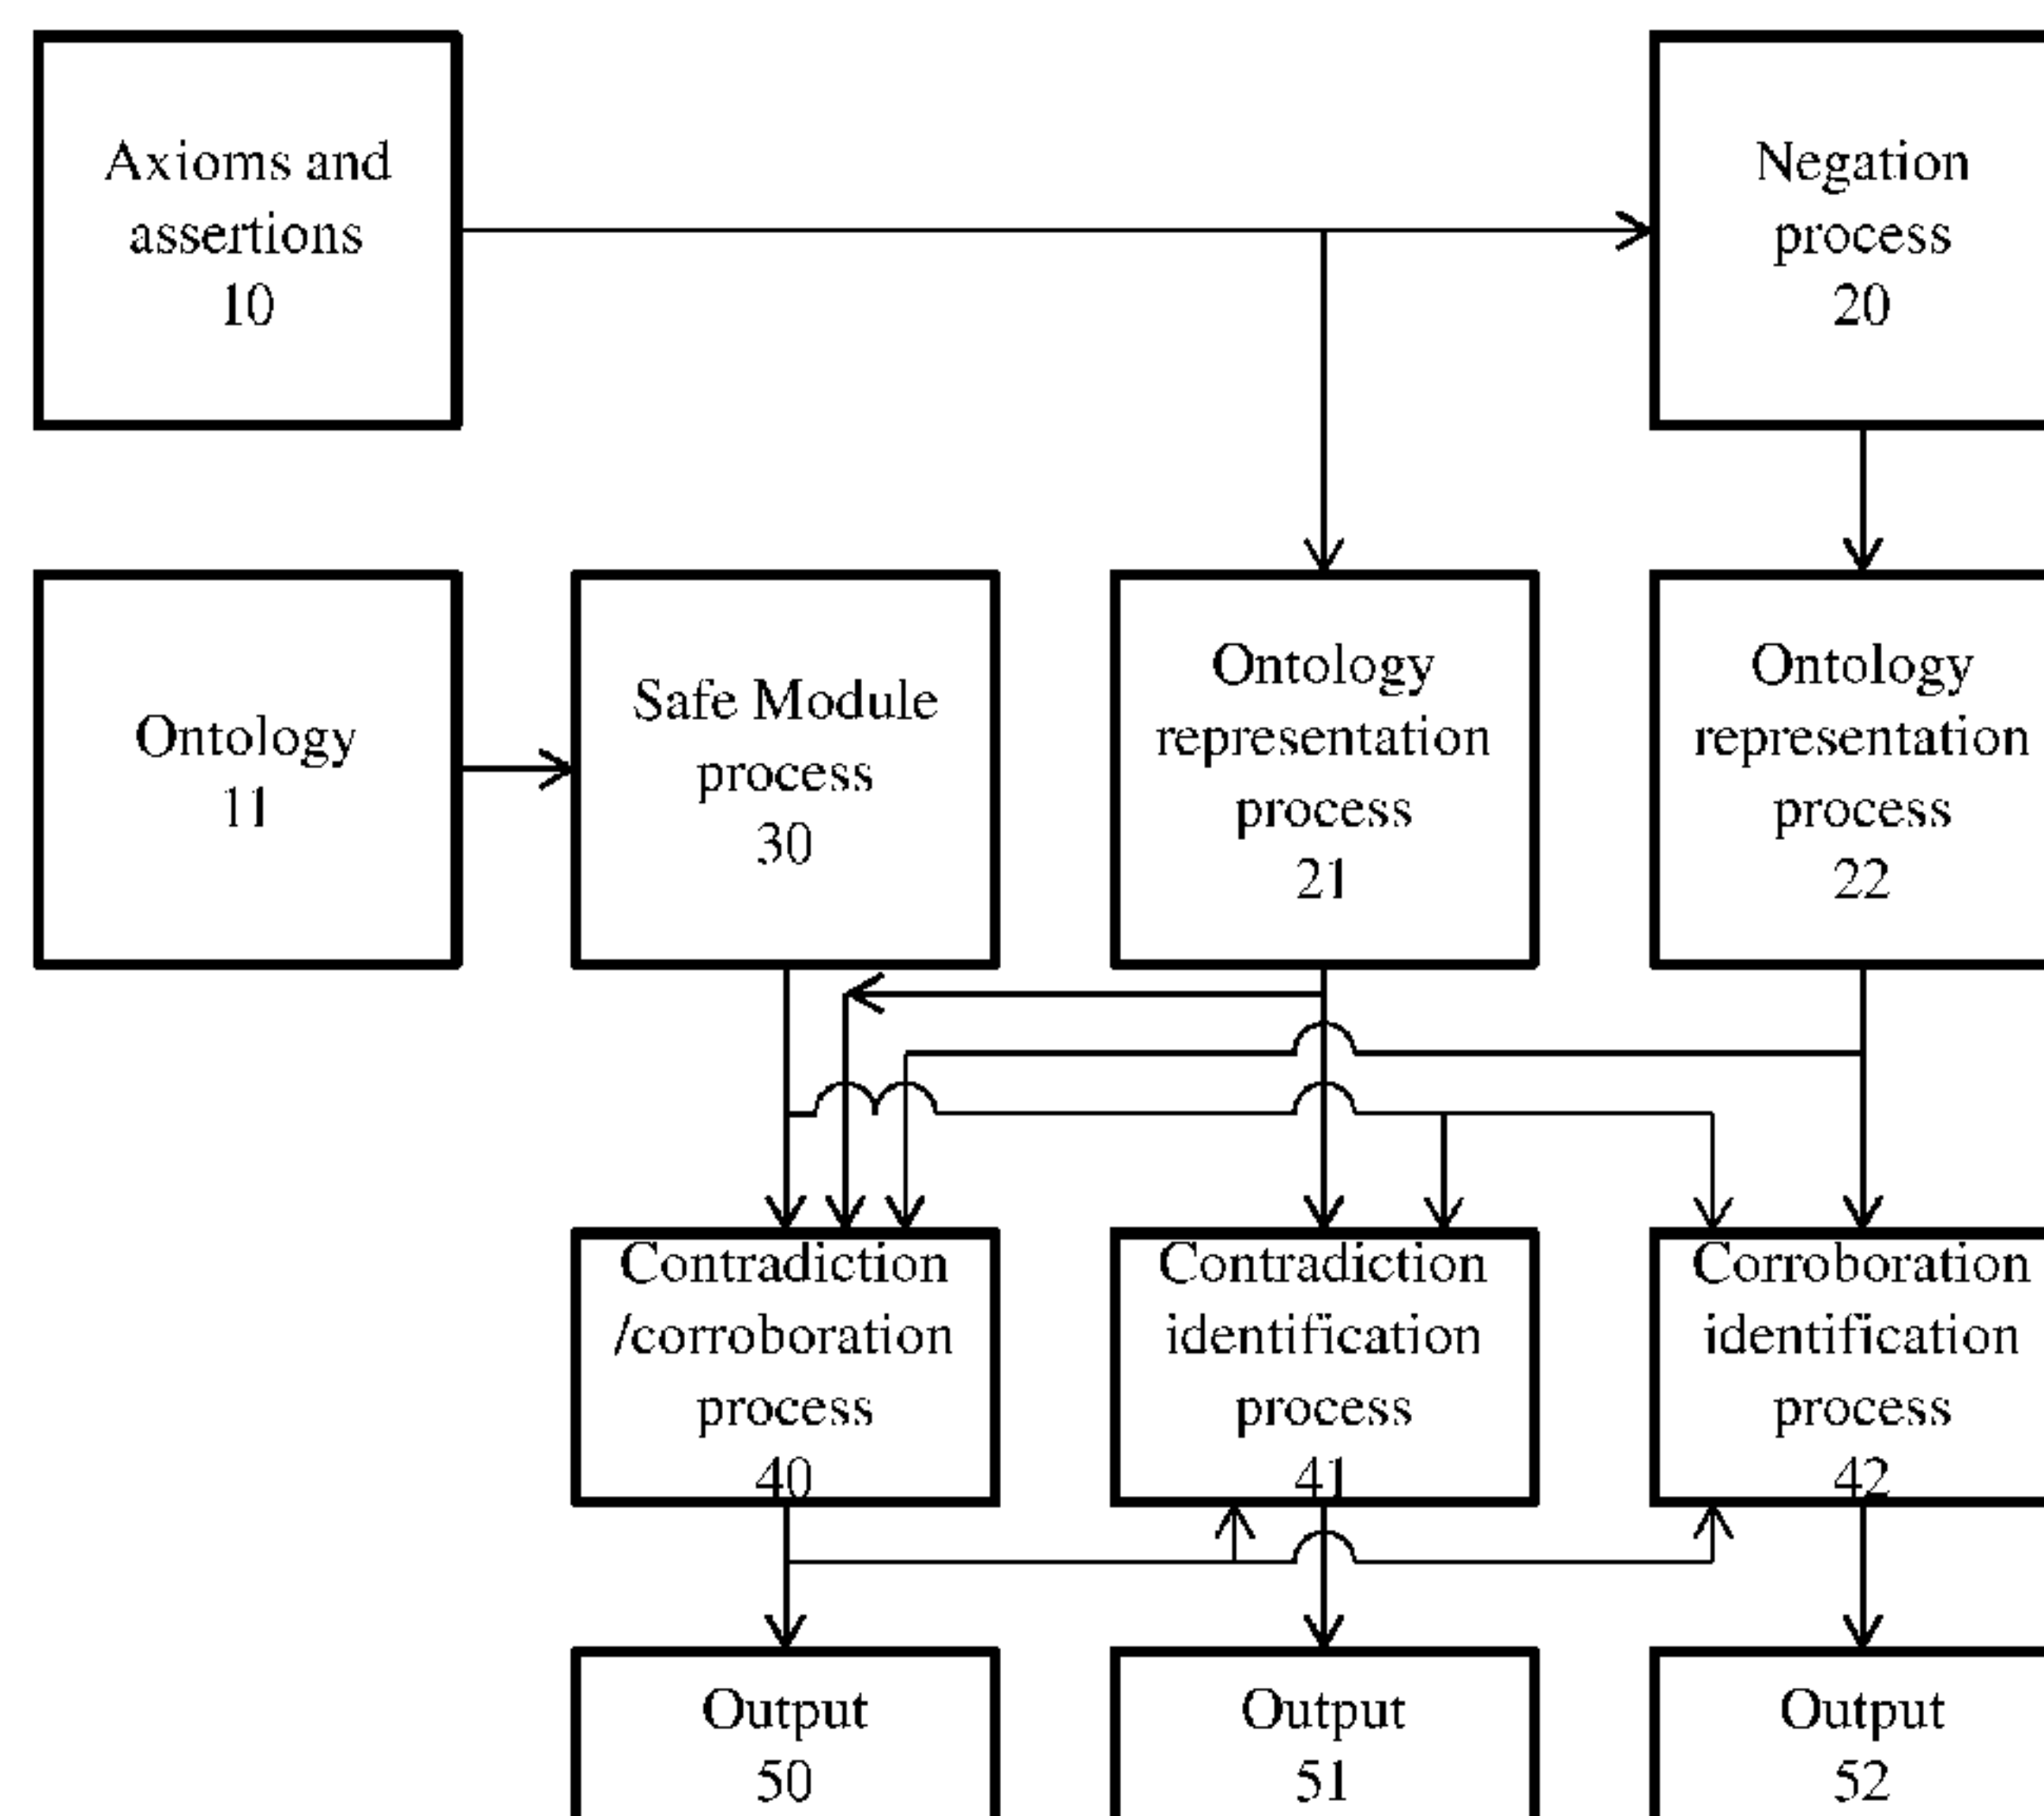 Axioms and
assertions
10
Negation
process
20
Ontology
11
Safe Module
process
30
Ontology
representation
process
21
Ontology
representation
process
22
Contradiction
/corroboration
process
40
Contradiction
identification
process
41
Corroboration
identification
process
42
Output
50
Output
51
Output
52